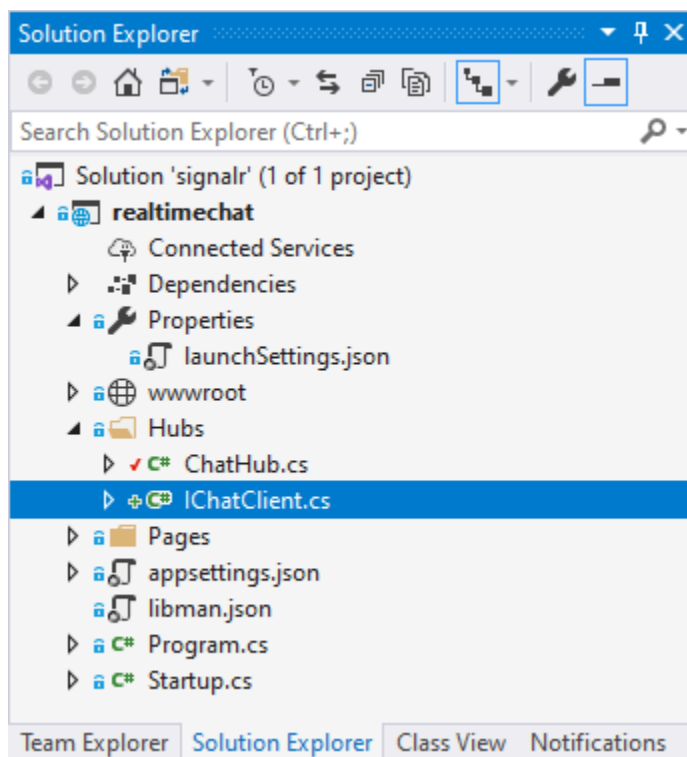 Solution Explorer
Search Solution Explorer (Ctrl+;)
Solution 'signalr' (1 of 1 project)
realtimechat
Connected Services
Dependencies
Properties
launchSettings.json
wwwroot
Hubs
C# ChatHub.cs
C# IChatClient.cs
Pages
appsettings.json
libman.json
C# Program.cs
C# Startup.cs
Team Explorer Solution Explorer Class View Notifications